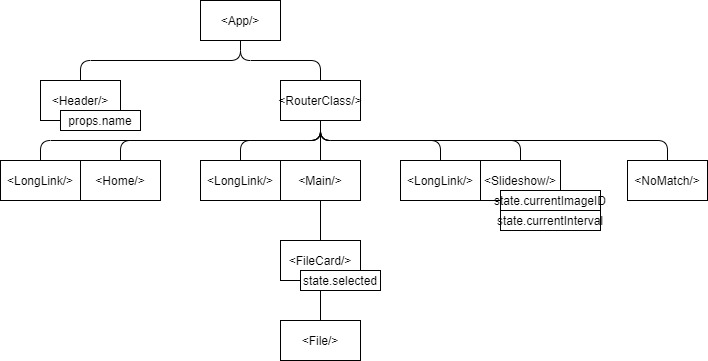 <App/>
<Header/>
<RouterClass/>
props.name
<LongLink/>
<Home/>
<LongLink/>
<Main/>
<LongLink/>
<Slideshow/>
<NoMatch/>
state.currentImageID
state.currentInterval
<FileCard/>
state.selected
<File/>